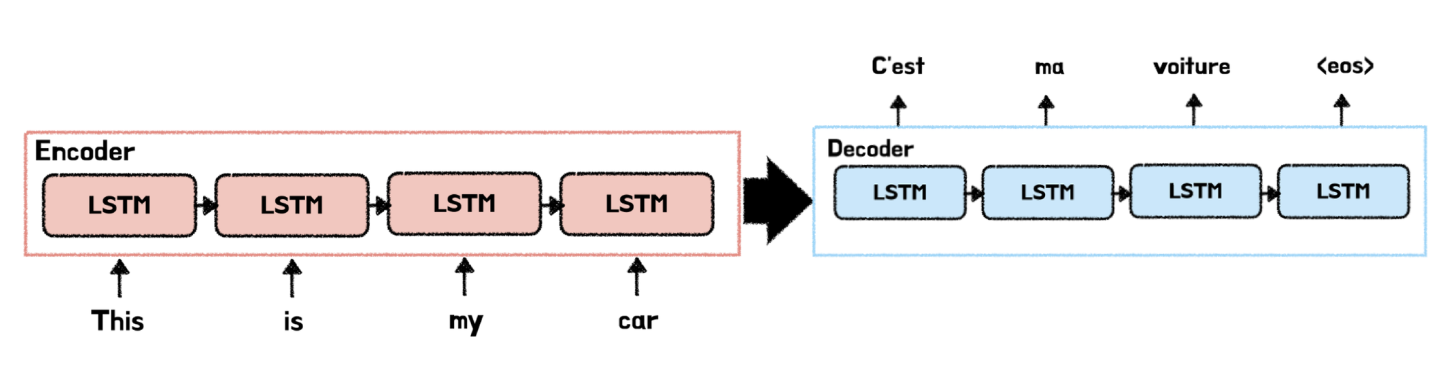 C'est ma voiture <eos>
Encoder
Decoder
LSTM LSTM LSTM LSTM
LSTM LSTM LSTM LSTM
This is my car